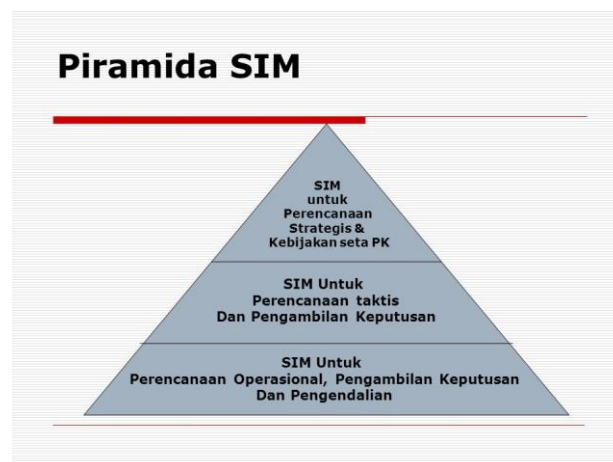 Piramida SIM
SIM
untuk
Perencanaan
Strategis &
Kebijakan seta PK
SIM Untuk
Perencanaan taktis
Dan Pengambilan Keputusan
SIM Untuk
Perencanaan Operasional, Pengambilan Keputusan
Dan Pengendalian